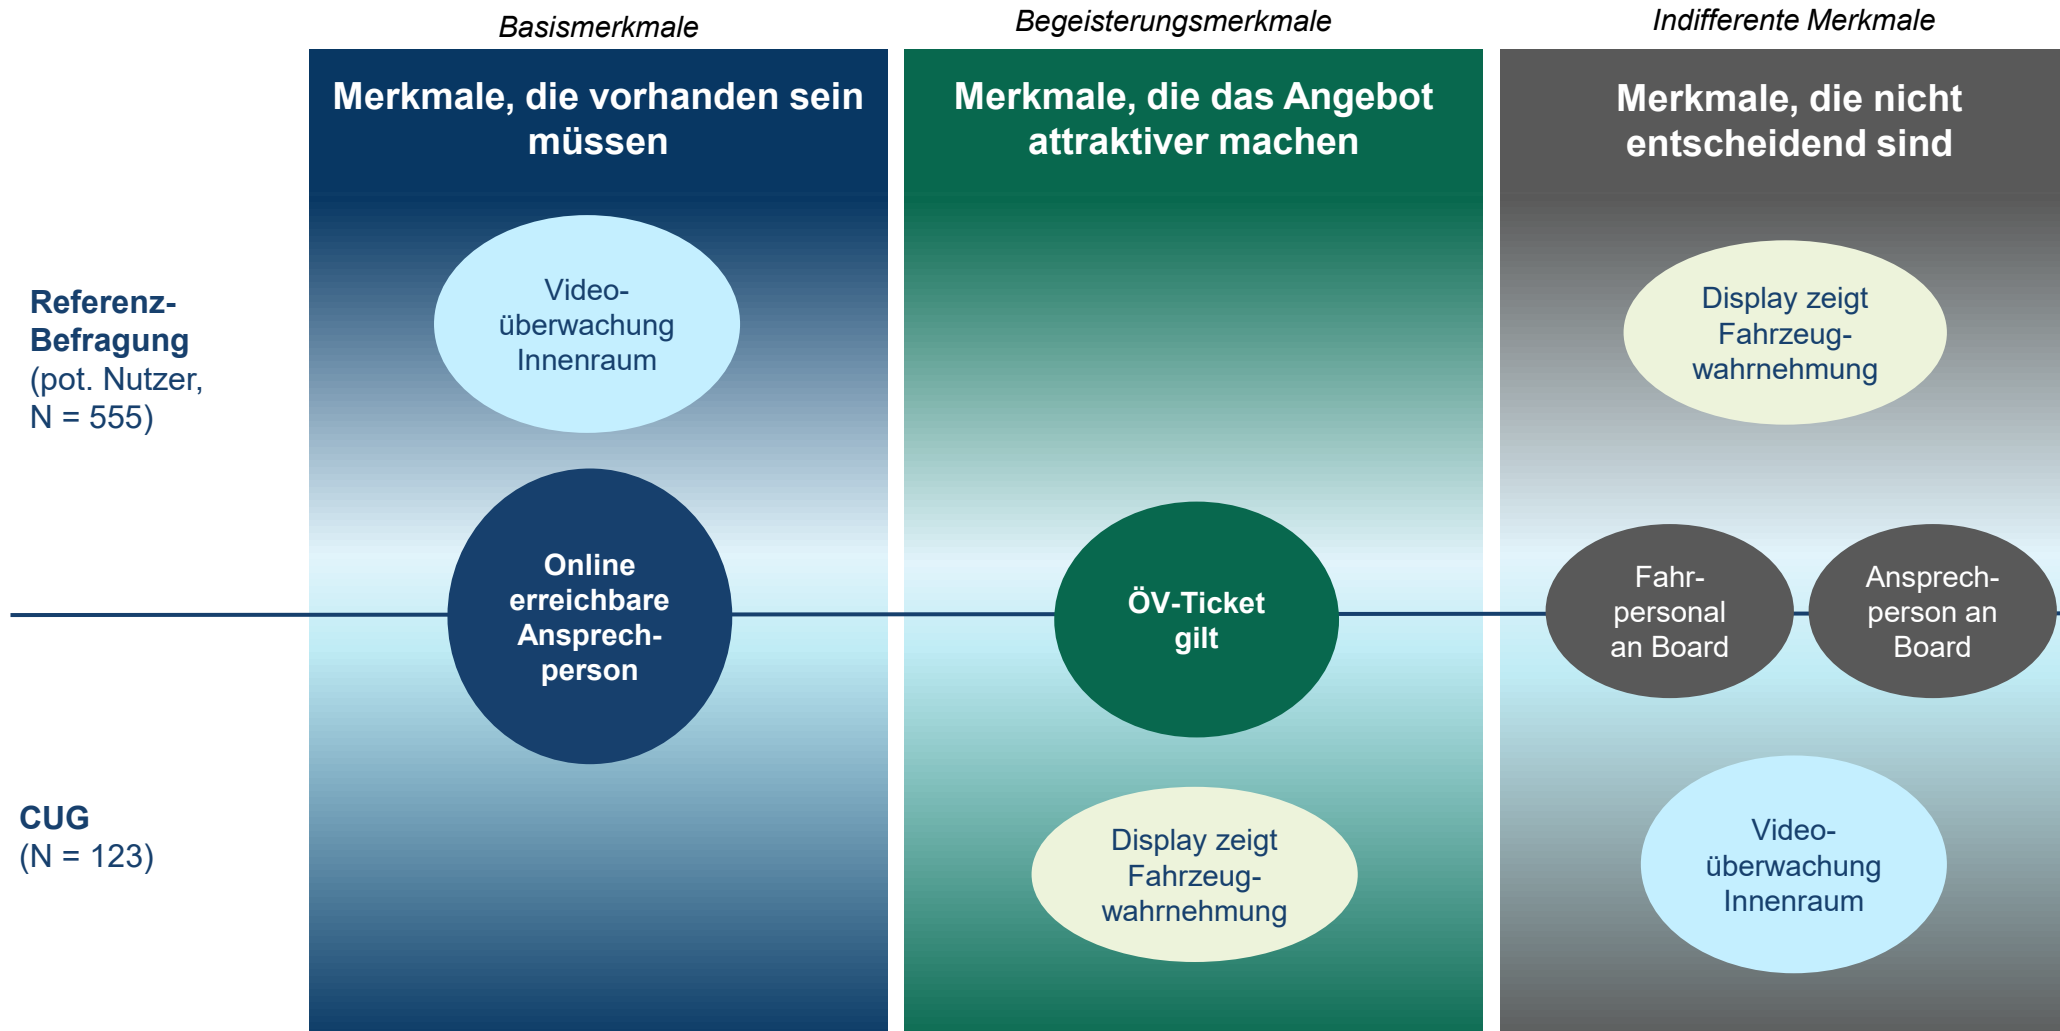 Basismerkmale
Begeisterungsmerkmale
Indifferente Merkmale
Merkmale, die vorhanden sein
müssen
Merkmale, die das Angebot
attraktiver machen
Merkmale, die nicht
entscheidend sind
Referenz-
Befragung
(pot. Nutzer,
N = 555)
Video-
überwachung
Innenraum
Display zeigt
Fahrzeug-
wahrnehmung
Online
erreichbare
Ansprech-
person
ÖV-Ticket
gilt
Fahr-
personal
an Board
Ansprech-
person an
Board
CUG
(N = 123)
Display zeigt
Fahrzeug-
wahrnehmung
Video-
überwachung
Innenraum